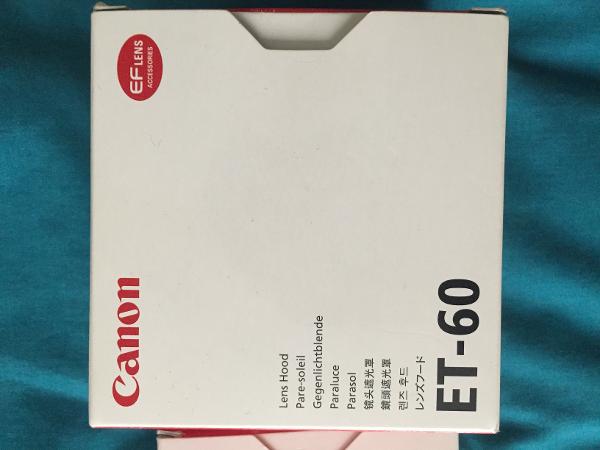 EF LENS
ACCESSORIES
Canon
Lens Hood
Pare-soleil
Gegenlichtblende
Paraluce
Parasol
镜头遮光罩
鏡頭遮光罩
렌즈 후드
レンズフード
ET-60